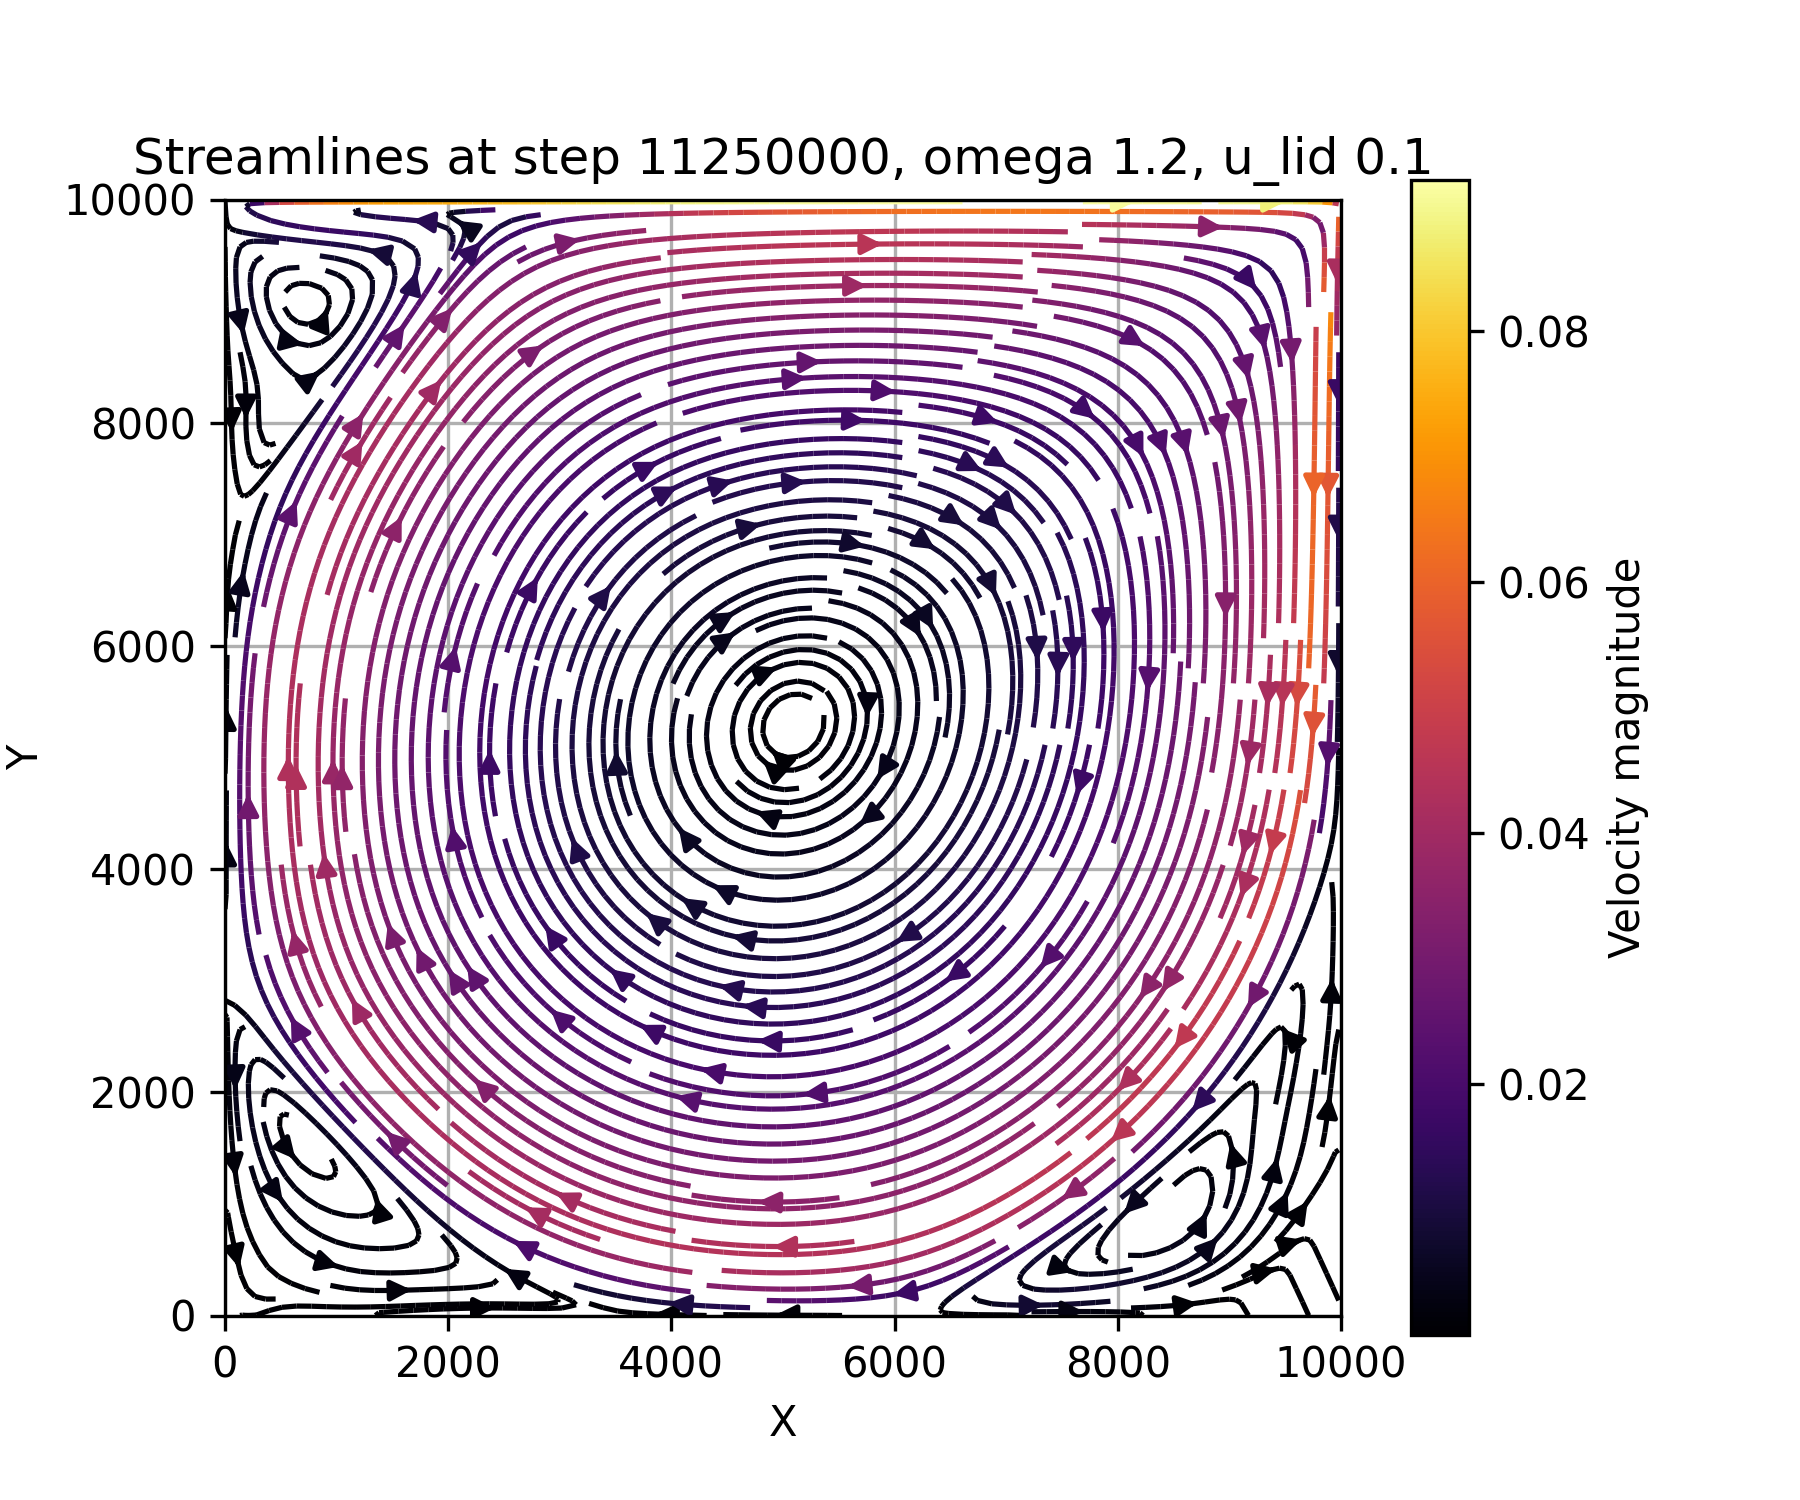 Streamlines at step 11250000, omega 1.2, u_lid 0.1
10000
8000
6000
4000
2000
0
Y
0 2000 4000 6000 8000 10000
X
0.08
0.06
0.04
0.02
Velocity magnitude